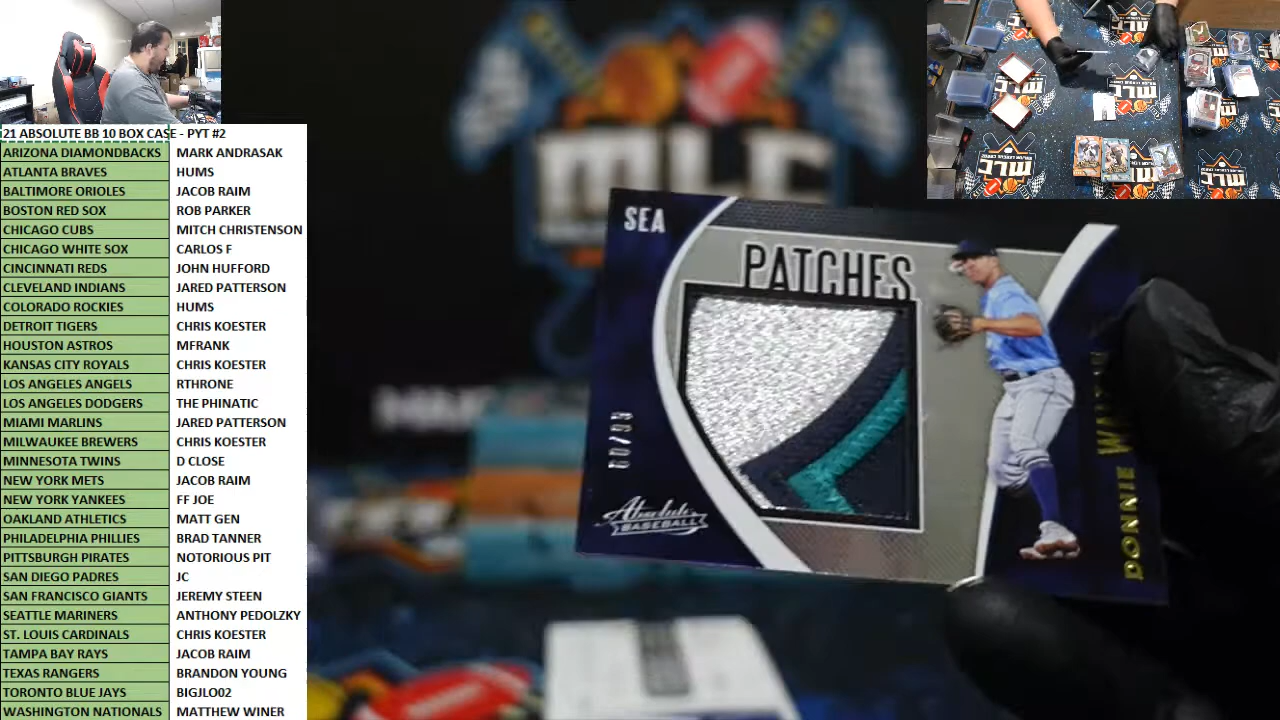 21 ABSOLUTE BB 10 BOX CASE - PYT #2
ARIZONA DIAMONDBACKS MARK ANDRASAK
ATLANTA BRAVES HUMS
BALTIMORE ORIOLES JACOB RAIM
BOSTON RED SOX ROB PARKER
CHICAGO CUBS MITCH CHRISTENSON
CHICAGO WHITE SOX CARLOS F
CINCINNATI REDS JOHN HUFFORD
CLEVELAND INDIANS JARED PATTERSON
COLORADO ROCKIES HUMS
DETROIT TIGERS CHRIS KOESTER
HOUSTON ASTROS MFRANK
KANSAS CITY ROYALS CHRIS KOESTER
LOS ANGELES ANGELS RTHRONE
LOS ANGELES DODGERS THE PHINATIC
MIAMI MARLINS JARED PATTERSON
MILWAUKEE BREWERS CHRIS KOESTER
MINNESOTA TWINS D CLOSE
NEW YORK METS JACOB RAIM
NEW YORK YANKEES FF JOE
OAKLAND ATHLETICS MATT GEN
PHILADELPHIA PHILLIES BRAD TANNER
PITTSBURGH PIRATES NOTORIOUS PIT
SAN DIEGO PADRES JC
SAN FRANCISCO GIANTS JEREMY STEEN
SEATTLE MARINERS ANTHONY PEDOLZKY
ST. LOUIS CARDINALS CHRIS KOESTER
TAMPA BAY RAYS JACOB RAIM
TEXAS RANGERS BRANDON YOUNG
TORONTO BLUE JAYS BIGJLO02
WASHINGTON NATIONALS MATTHEW WINER
MLC
SEA
PATCHES
Absolute
BASEBALL
DONNIE
MLC
MLC
MLC